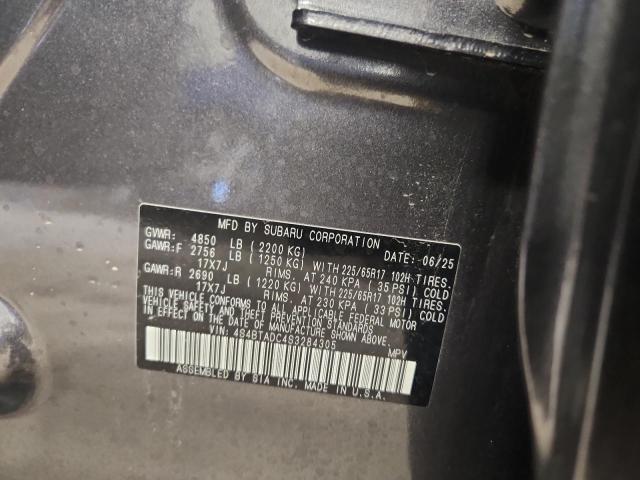 MFD BY SUBARU CORPORATION DATE: 06/25
GVWR: 4850 LB (2200 KG)
GAWR:F 2756 LB (1250 KG) WITH 225/65R17 102H TIRES,
17X7J RIMS, AT 240 KPA (35 PSI) COLD
GAWR:R 2690 LB (1220 KG) WITH 225/65R17 102H TIRES,
17X7J RIMS, AT 230 KPA (33 PSI) COLD
THIS VEHICLE CONFORMS TO ALL APPLICABLE FEDERAL MOTOR
VEHICLE SAFETY AND THEFT PREVENTION STANDARDS
IN EFFECT ON THE DATE OF MANUFACTURE SHOWN ABOVE.
VIN: 4S4BTADC4S3284305 MPV
ASSEMBLED BY SIA INC. MADE IN U.S.A.